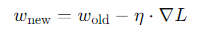 w_new = w_old − η · ∇L